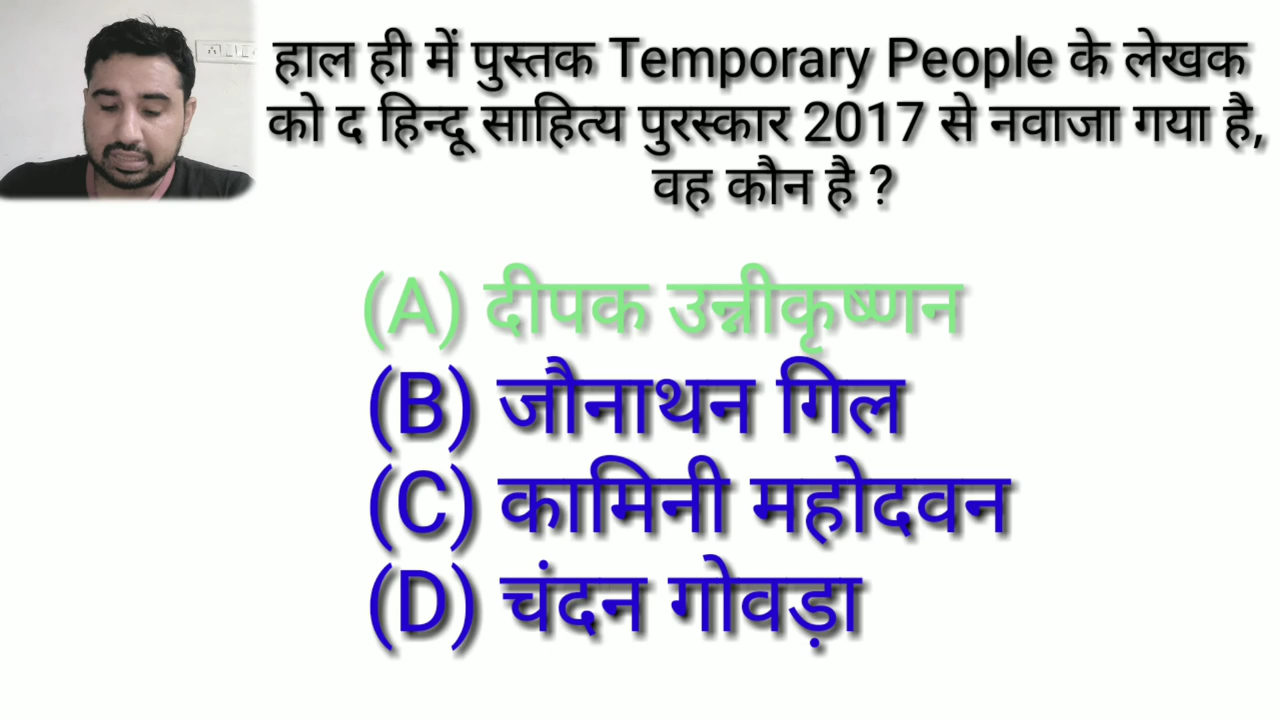 हाल ही में पुस्तक Temporary People के लेखक
को द हिन्दू साहित्य पुरस्कार 2017 से नवाजा गया है,
वह कौन है ?
(A) दीपक उन्नीकृष्णन
(B) जौनाथन गिल
(C) कामिनी महोदवन
(D) चंदन गोवड़ा